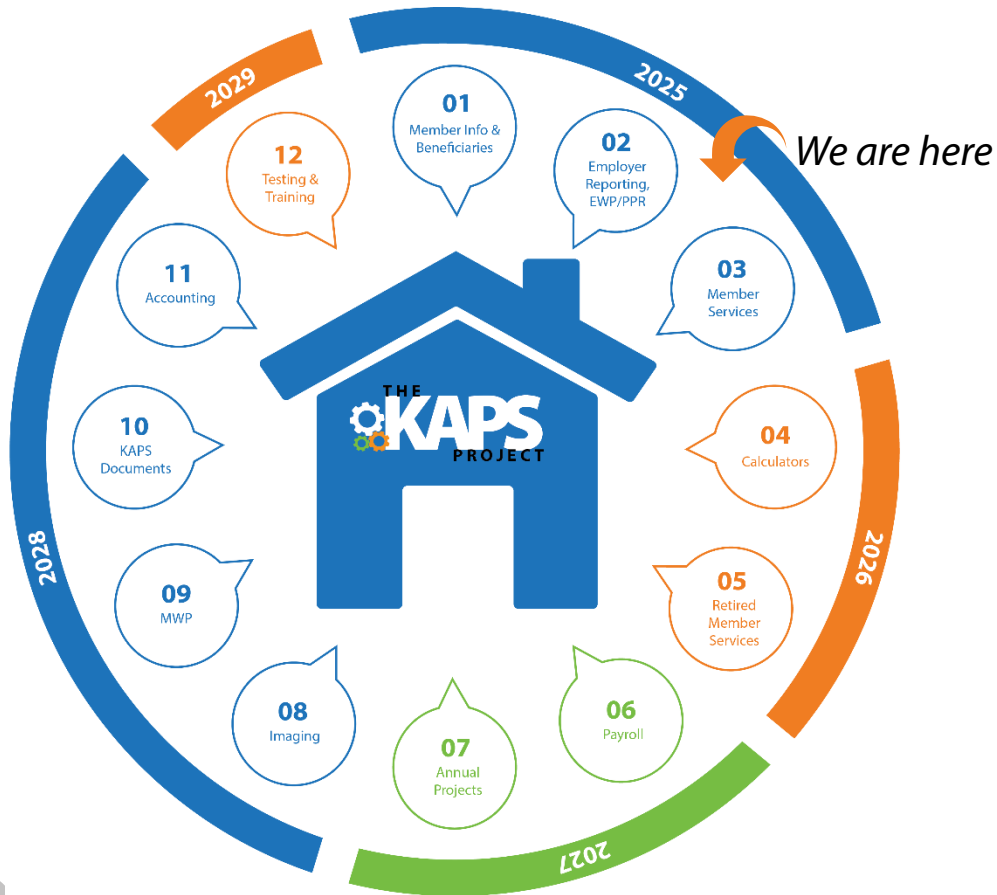 2025
We are here
01
Member Info &
Beneficiaries
02
Employer
Reporting,
EWP/PPR
03
Member
Services
2026
04
Calculators
05
Retired
Member
Services
2027
06
Payroll
07
Annual
Projects
2028
08
Imaging
09
MWP
10
KAPS
Documents
11
Accounting
2029
12
Testing &
Training
THE
KAPS
PROJECT